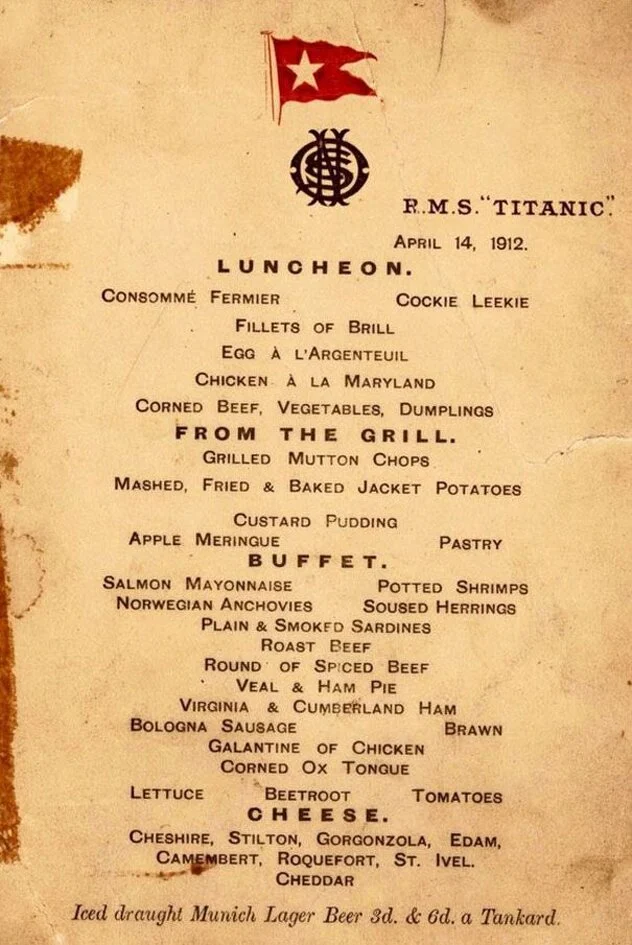 R.M.S. "TITANIC."
APRIL 14, 1912.
LUNCHEON.
CONSOMMÉ FERMIER COCKIE LEEKIE
FILLETS OF BRILL
EGG À L'ARGENTEUIL
CHICKEN À LA MARYLAND
CORNED BEEF, VEGETABLES, DUMPLINGS
FROM THE GRILL.
GRILLED MUTTON CHOPS
MASHED, FRIED & BAKED JACKET POTATOES
CUSTARD PUDDING
APPLE MERINGUE PASTRY
BUFFET.
SALMON MAYONNAISE POTTED SHRIMPS
NORWEGIAN ANCHOVIES SOUSED HERRINGS
PLAIN & SMOKED SARDINES
ROAST BEEF
ROUND OF SPICED BEEF
VEAL & HAM PIE
VIRGINIA & CUMBERLAND HAM
BOLOGNA SAUSAGE BRAWN
GALANTINE OF CHICKEN
CORNED OX TONGUE
LETTUCE BEETROOT TOMATOES
CHEESE.
CHESHIRE, STILTON, GORGONZOLA, EDAM,
CAMEMBERT, ROQUEFORT, ST. IVEL.
CHEDDAR
Iced draught Munich Lager Beer 3d. & 6d. a Tankard.